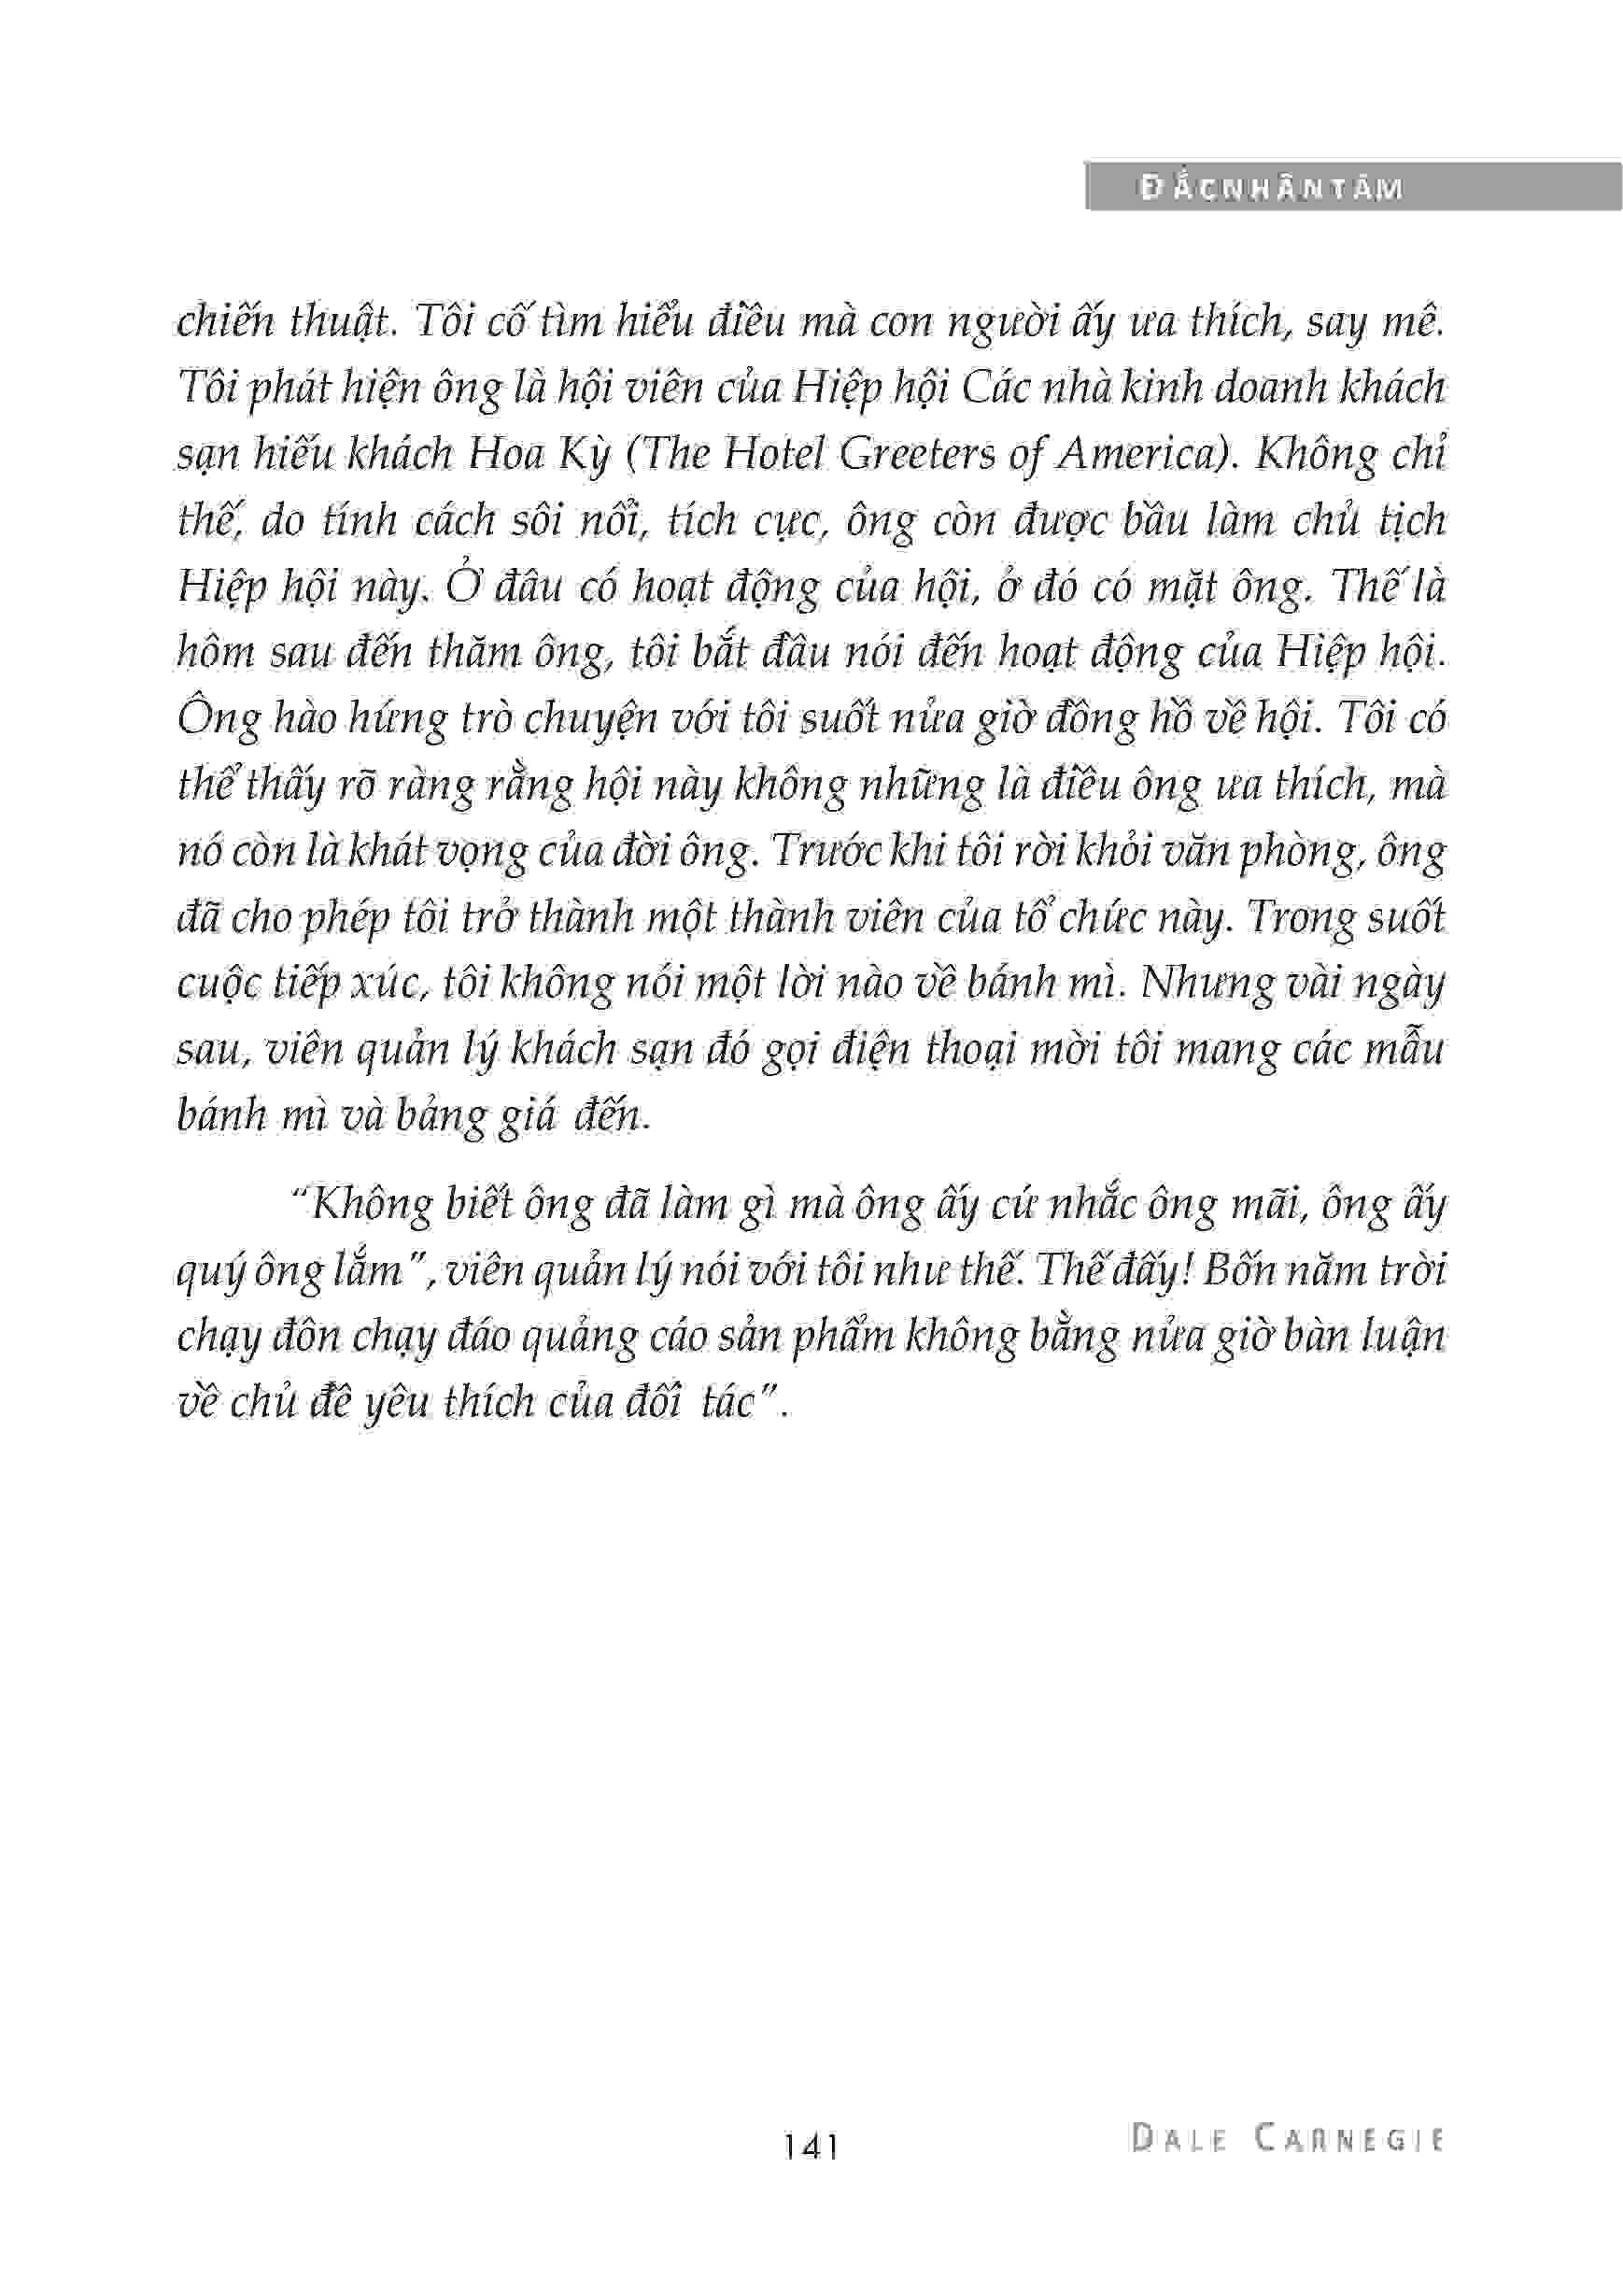 ĐẮC NHÂN TÂM
chiến thuật. Tôi cố tìm hiểu điều mà con người ấy ưa thích, say mê.
Tôi phát hiện ông là hội viên của Hiệp hội Các nhà kinh doanh khách
sạn hiếu khách Hoa Kỳ (The Hotel Greeters of America). Không chỉ
thế, do tính cách sôi nổi, tích cực, ông còn được bầu làm chủ tịch
Hiệp hội này. Ở đâu có hoạt động của hội, ở đó có mặt ông. Thế là
hôm sau đến thăm ông, tôi bắt đầu nói đến hoạt động của Hiệp hội.
Ông hào hứng trò chuyện với tôi suốt nửa giờ đồng hồ về hội. Tôi có
thể thấy rõ ràng rằng hội này không những là điều ông ưa thích, mà
nó còn là khát vọng của đời ông. Trước khi tôi rời khỏi văn phòng, ông
đã cho phép tôi trở thành một thành viên của tổ chức này. Trong suốt
cuộc tiếp xúc, tôi không nói một lời nào về bánh mì. Nhưng vài ngày
sau, viên quản lý khách sạn đó gọi điện thoại mời tôi mang các mẫu
bánh mì và bảng giá đến.
“Không biết ông đã làm gì mà ông ấy cứ nhắc ông mãi, ông ấy
quý ông lắm”, viên quản lý nói với tôi như thế. Thế đấy! Bốn năm trời
chạy đôn chạy đáo quảng cáo sản phẩm không bằng nửa giờ bàn luận
về chủ đề yêu thích của đối tác”.
141
DALE CARNEGIE